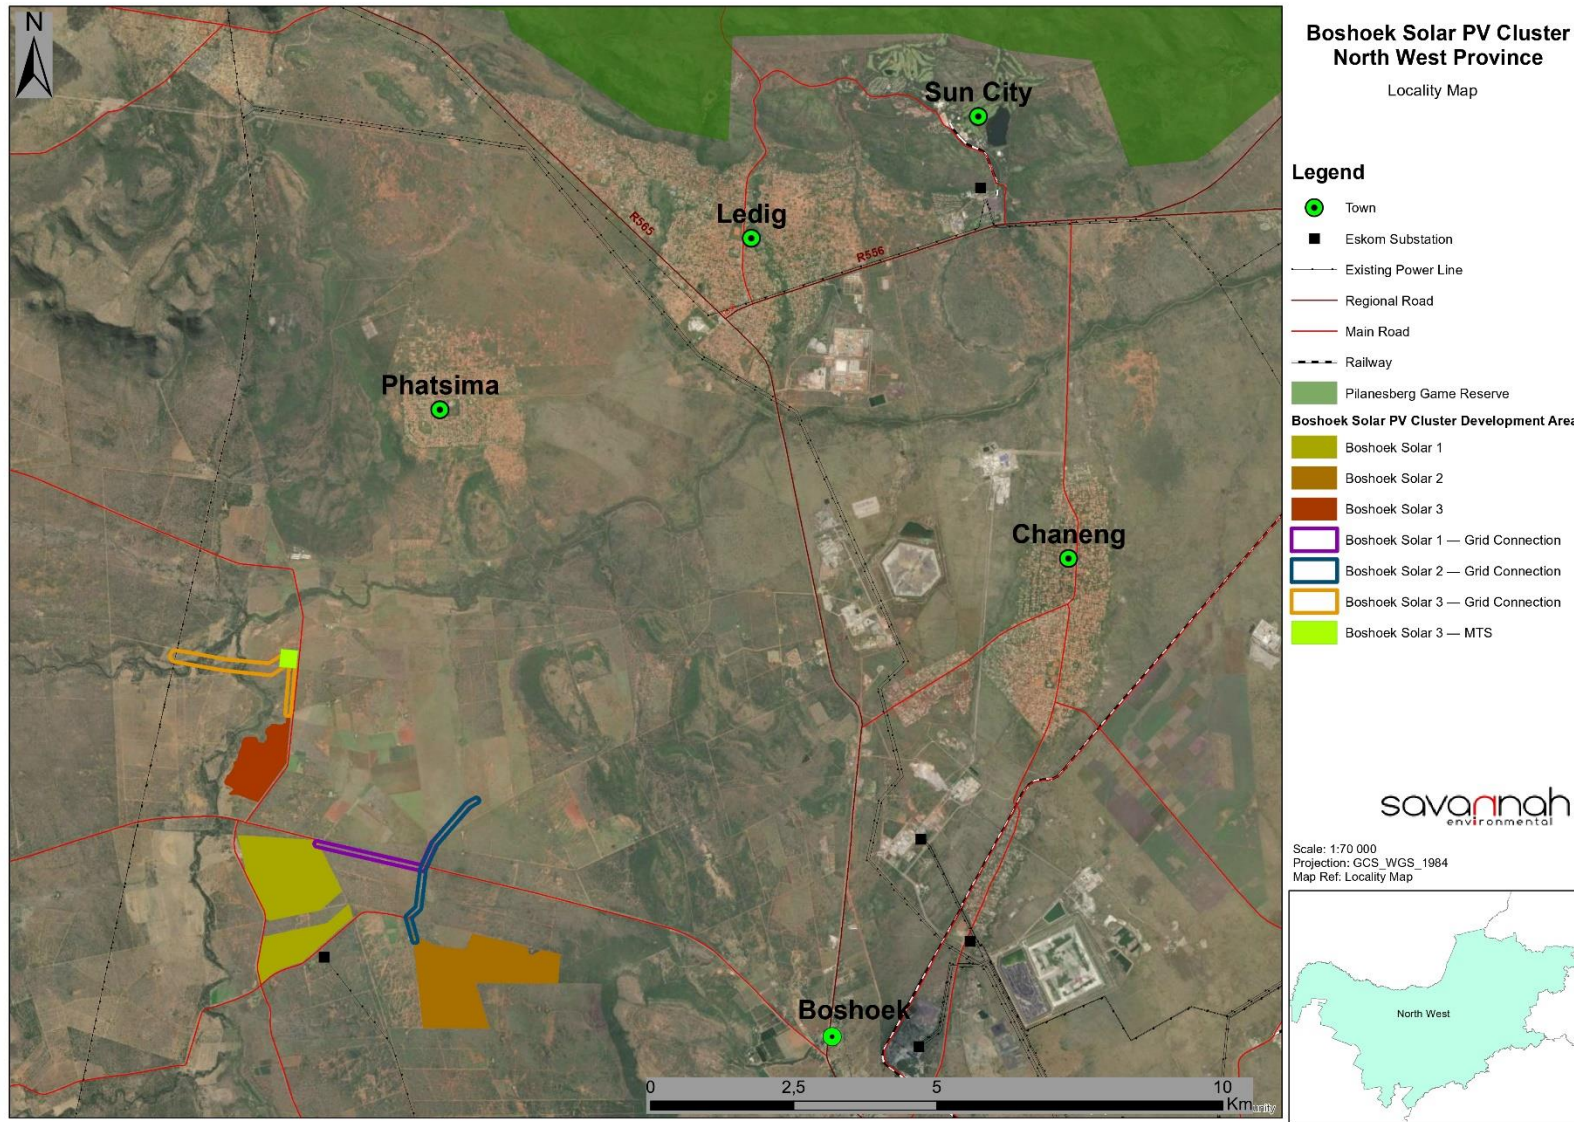 N
Sun City
Ledig
R565
R556
Phatsima
Chaneng
Boshoek
0 2,5 5 10
Km
Boshoek Solar PV Cluster
North West Province
Locality Map
Legend
Town
Eskom Substation
Existing Power Line
Regional Road
Main Road
Railway
Pilanesberg Game Reserve
Boshoek Solar PV Cluster Development Area
Boshoek Solar 1
Boshoek Solar 2
Boshoek Solar 3
Boshoek Solar 1 — Grid Connection
Boshoek Solar 2 — Grid Connection
Boshoek Solar 3 — Grid Connection
Boshoek Solar 3 — MTS
savannah
environmental
Scale: 1:70 000
Projection: GCS_WGS_1984
Map Ref: Locality Map
North West